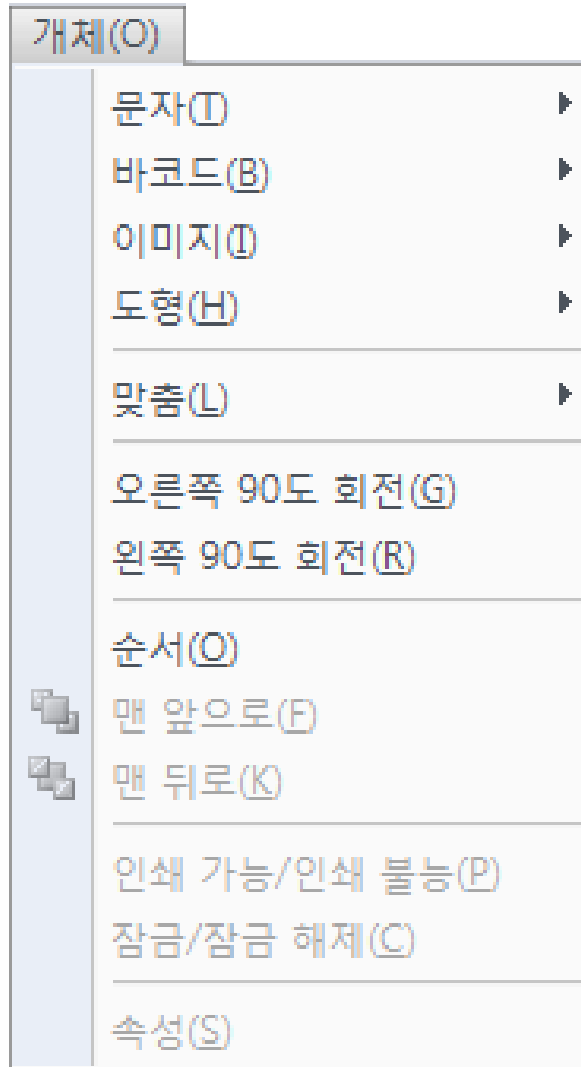 개체(O)
문자(T)
바코드(B)
이미지(I)
도형(H)
맞춤(L)
오른쪽 90도 회전(G)
왼쪽 90도 회전(R)
순서(O)
맨 앞으로(F)
맨 뒤로(K)
인쇄 가능/인쇄 불능(P)
잠금/잠금 해제(C)
속성(S)